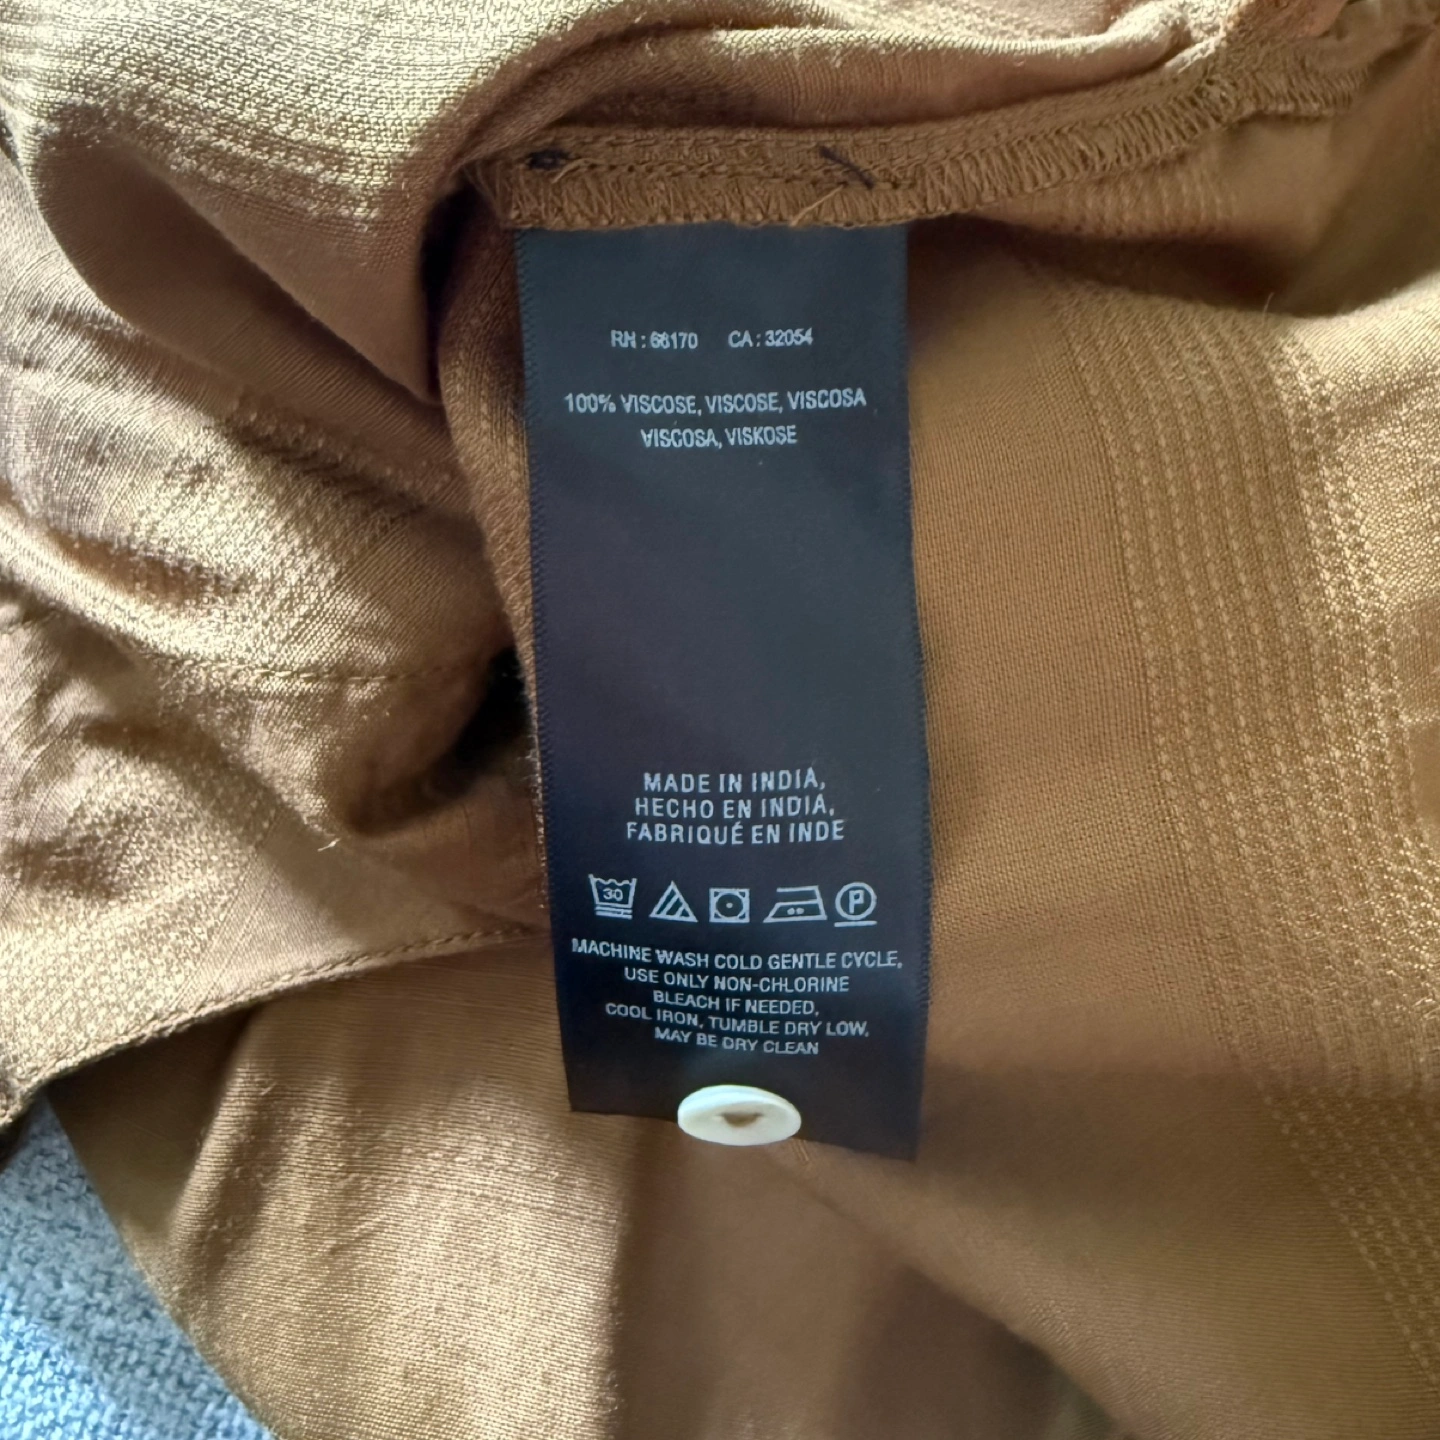 RN : 66170 CA : 32054
100% VISCOSE, VISCOSE, VISCOSA
VISCOSA, VISKOSE
MADE IN INDIA,
HECHO EN INDIA,
FABRIQUÉ EN INDE
30 P
MACHINE WASH COLD GENTLE CYCLE,
USE ONLY NON-CHLORINE
BLEACH IF NEEDED,
COOL IRON, TUMBLE DRY LOW,
MAY BE DRY CLEAN